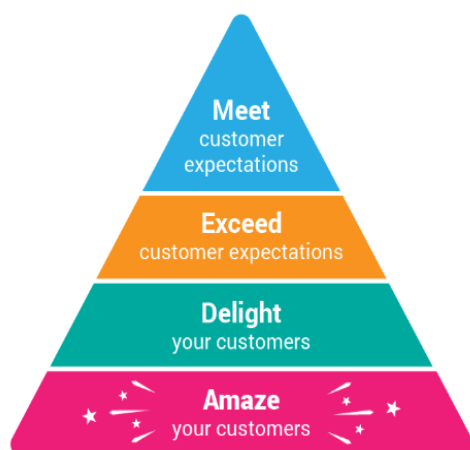 Meet
customer
expectations
Exceed
customer expectations
Delight
your customers
Amaze
your customers